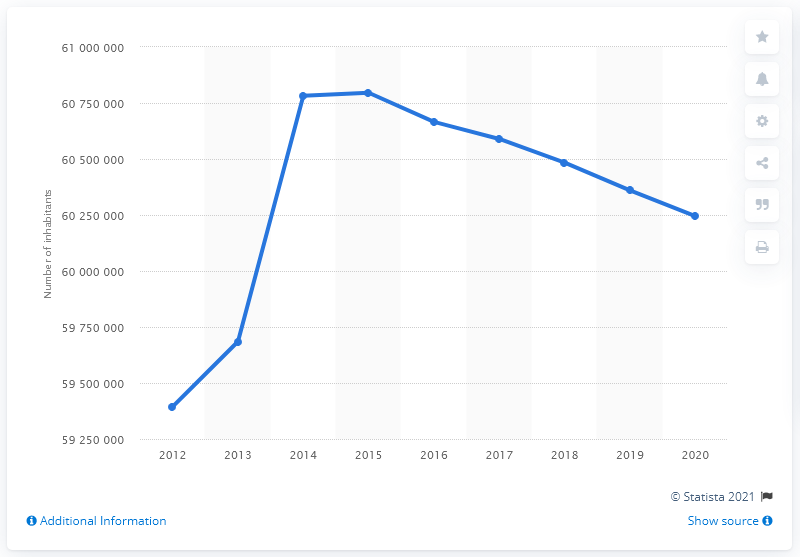 61 000 000
60 750 000
60 500 000
60 250 000
60 000 000
59 750 000
59 500 000
59 250 000
Number of inhabitants
2012 2013 2014 2015 2016 2017 2018 2019 2020
© Statista 2021
Additional Information
Show source